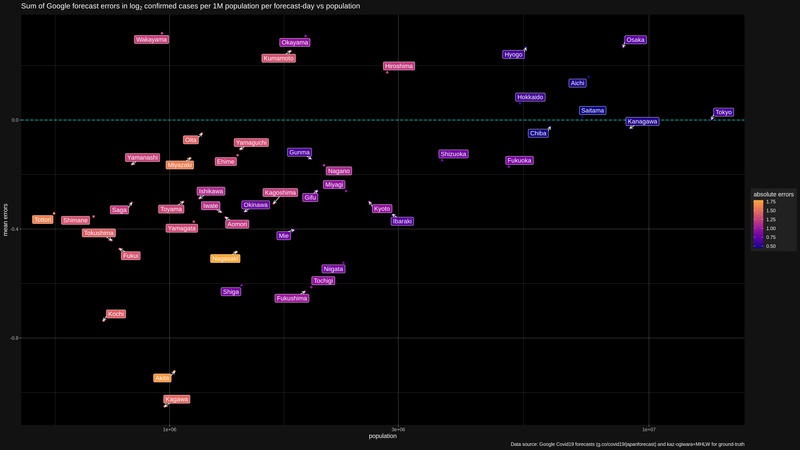 Sum of Google forecast errors in log₂ confirmed cases per 1M population per forecast-day vs population
Wakayama
Okayama
Osaka
Hyogo
Kumamoto
Hiroshima
Aichi
Hokkaido
Saitama
Tokyo
0.0
Kanagawa
Chiba
Oita
Yamaguchi
Gunma
Shizuoka
Yamanashi
Ehime
Fukuoka
Miyazaki
Nagano
Miyagi
absolute errors
1.75
1.50
1.25
1.00
0.75
0.50
Ishikawa
Kagoshima
Gifu
Saga
Toyama
Iwate
Okinawa
Kyoto
Tottori
Shimane
Ibaraki
Aomori
Yamagata
mean errors
-0.4
Tokushima
Mie
Fukui
Nagasaki
Niigata
Tochigi
Shiga
Fukushima
Kochi
-0.8
Akita
Kagawa
1e+06
3e+06
1e+07
population
Data source: Google Covid19 forecasts (g.co/covid19/japanforecast) and kaz-ogiwara+MHLW for ground-truth